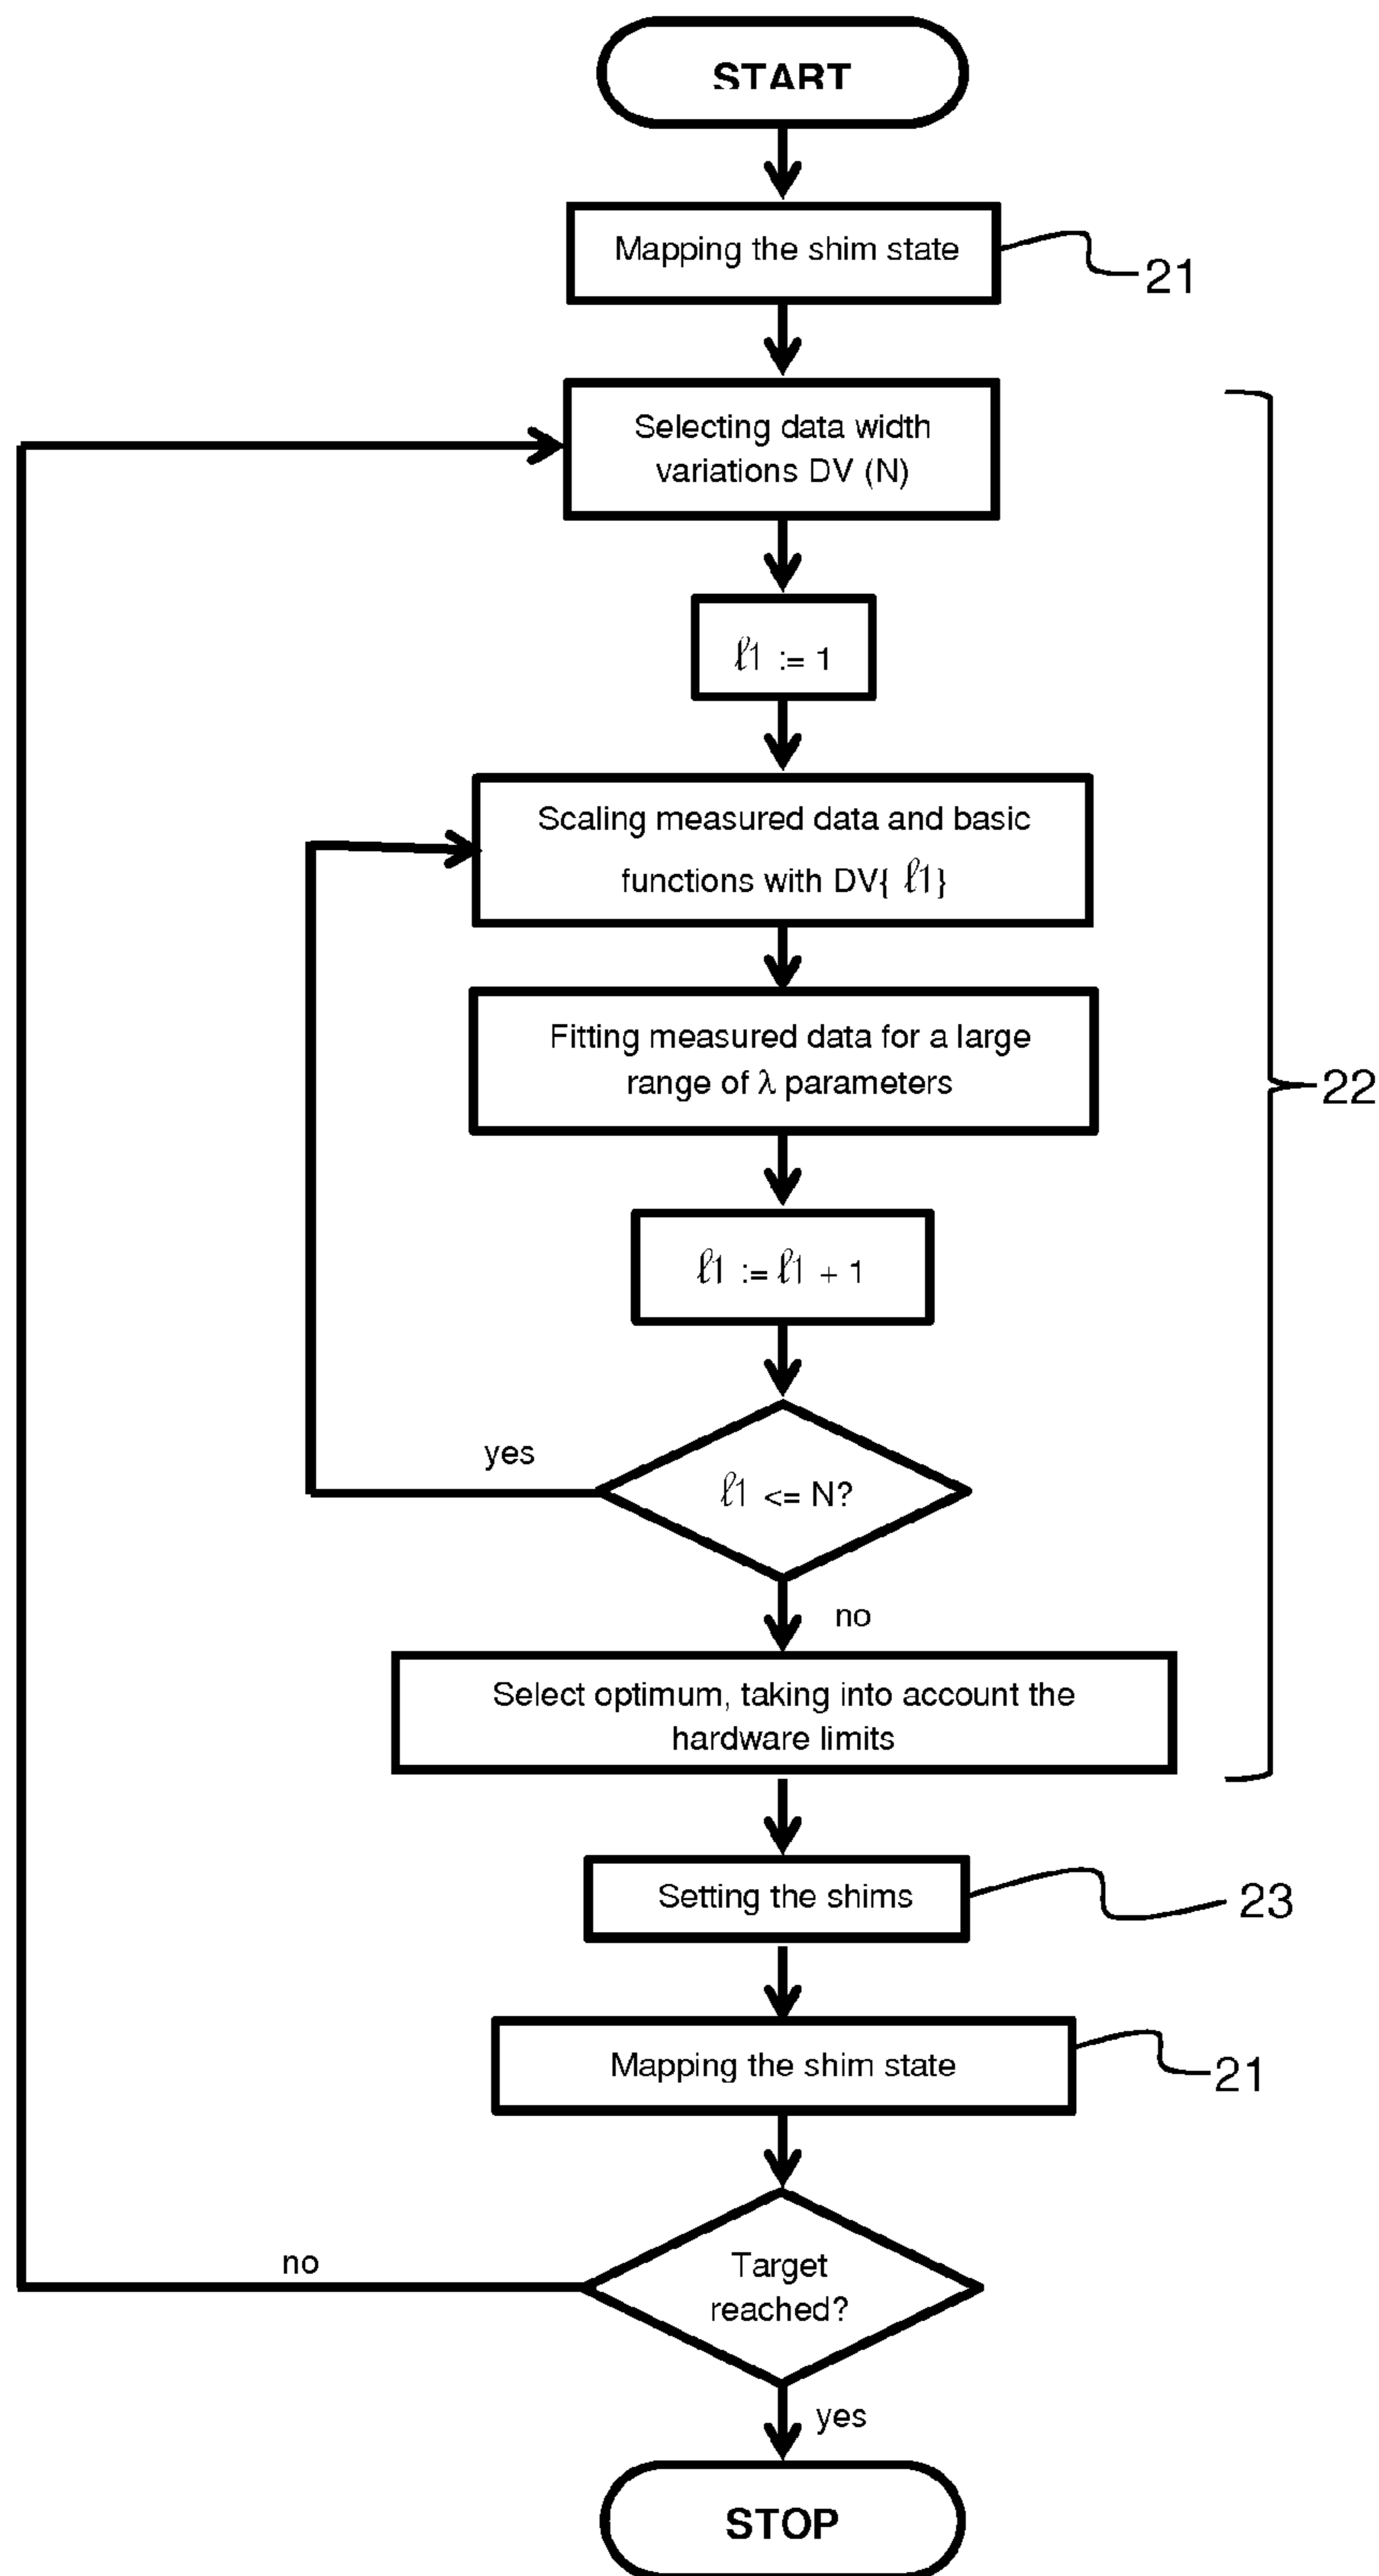 START
Mapping the shim state
21
Selecting data width
variations DV (N)
ℓ1 := 1
Scaling measured data and basic
functions with DV{ ℓ1}
Fitting measured data for a large
range of λ parameters
22
ℓ1 := ℓ1 + 1
yes
ℓ1 <= N?
no
Select optimum, taking into account the
hardware limits
Setting the shims
23
Mapping the shim state
21
no
Target
reached?
yes
STOP